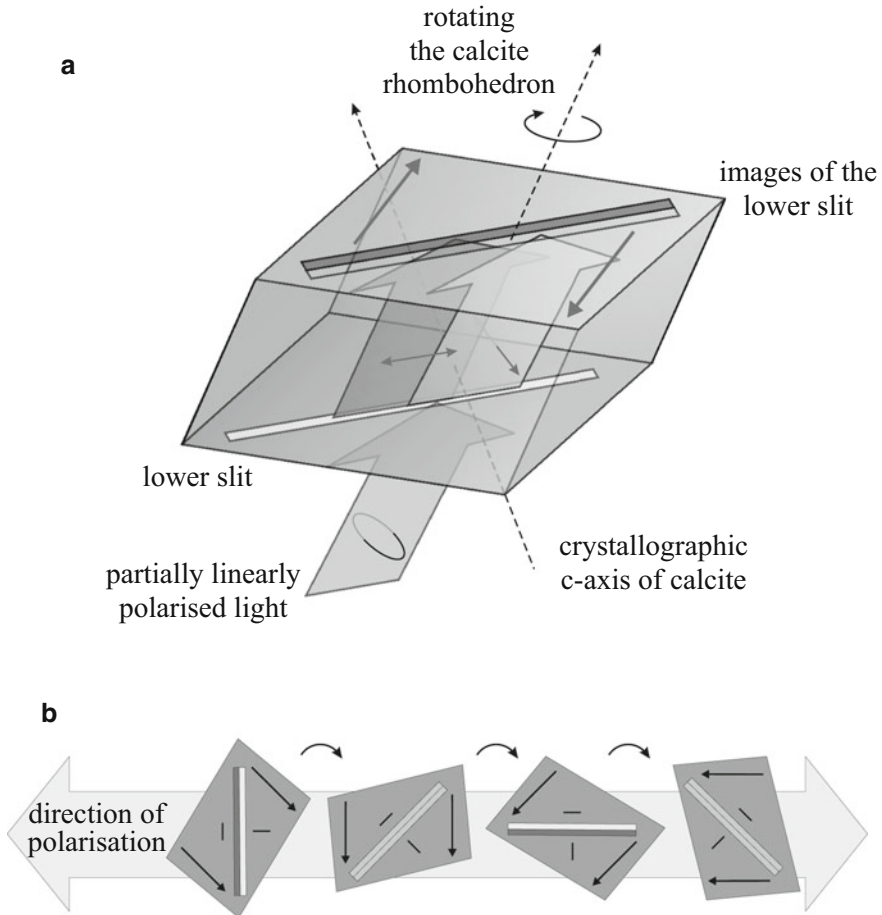 a
rotating
the calcite
rhombohedron
images of the
lower slit
lower slit
partially linearly
polarised light
crystallographic
c-axis of calcite
b
direction of
polarisation